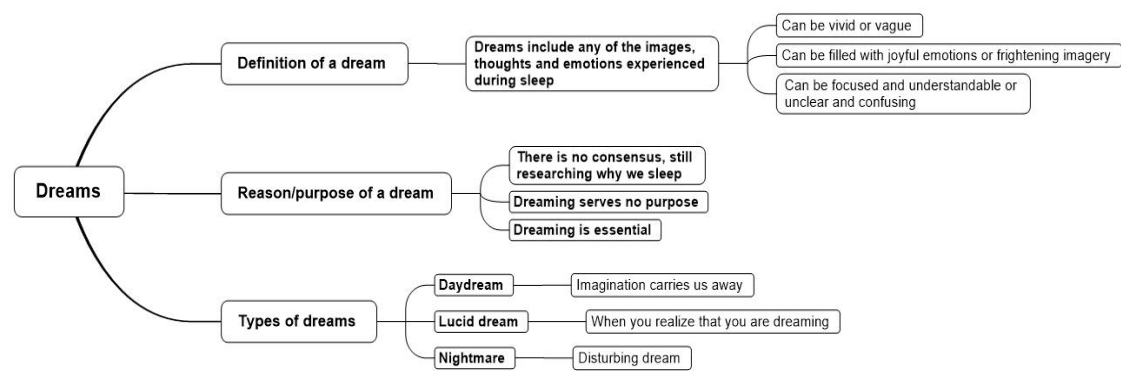 Dreams
Definition of a dream
Dreams include any of the images,
thoughts and emotions experienced
during sleep
Can be vivid or vague
Can be filled with joyful emotions or frightening imagery
Can be focused and understandable or
unclear and confusing
Reason/purpose of a dream
There is no consensus, still
researching why we sleep
Dreaming serves no purpose
Dreaming is essential
Types of dreams
Daydream
Imagination carries us away
Lucid dream
When you realize that you are dreaming
Nightmare
Disturbing dream